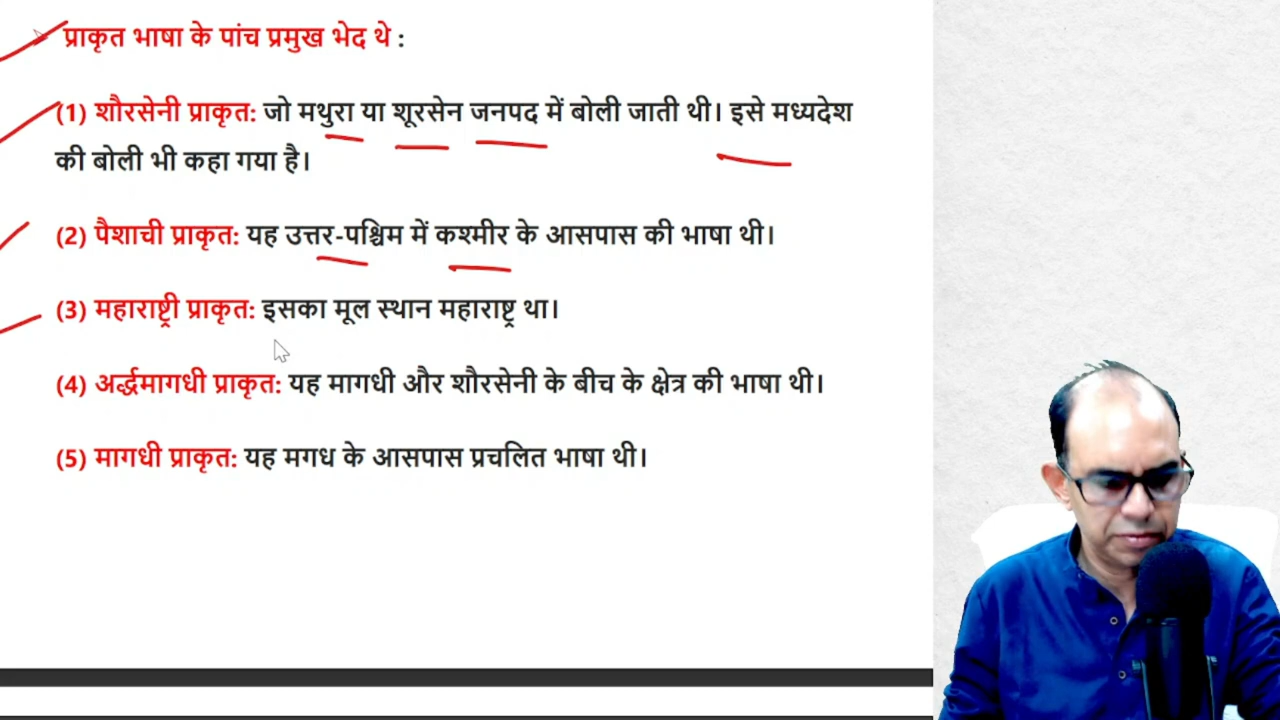 प्राकृत भाषा के पांच प्रमुख भेद थे :
(1) शौरसेनी प्राकृत: जो मथुरा या शूरसेन जनपद में बोली जाती थी। इसे मध्यदेश
की बोली भी कहा गया है।
(2) पैशाची प्राकृत: यह उत्तर-पश्चिम में कश्मीर के आसपास की भाषा थी।
(3) महाराष्ट्री प्राकृत: इसका मूल स्थान महाराष्ट्र था।
(4) अर्द्धमागधी प्राकृत: यह मागधी और शौरसेनी के बीच के क्षेत्र की भाषा थी।
(5) मागधी प्राकृत: यह मगध के आसपास प्रचलित भाषा थी।